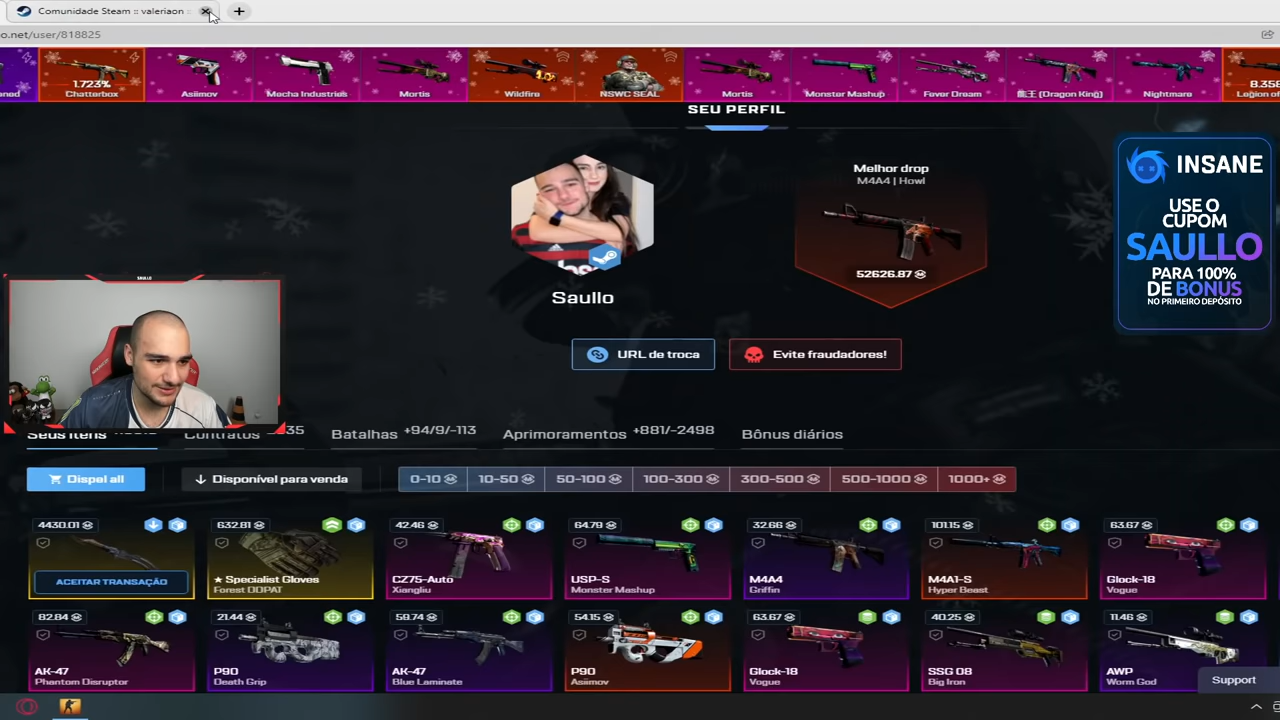 Comunidade Steam :: valeriaon ::
o.net/user/818825
1.723%
Chatterbox
Asiimov
Mecha Industries
Mortis
Wildfire
NSWC SEAL
Mortis
Monster Mashup
Fever Dream
龍王 (Dragon King)
Nightmare
8.358
Legion of
SEU PERFIL
Melhor drop
M4A4 | Howl
52626.87
Saullo
URL de troca
Evite fraudadores!
INSANE
USE O
CUPOM
SAULLO
PARA 100%
DE BONUS
NO PRIMEIRO DEPÓSITO
SAULLO
Seus itens
Contratos
Batalhas +94/9/-113
Aprimoramentos +881/-2498
Bônus diários
Dispel all
Disponível para venda
0-10
10-50
50-100
100-300
300-500
500-1000
1000+
4430.01
ACEITAR TRANSAÇÃO
632.81
★ Specialist Gloves
Forest DDPAT
42.46
CZ75-Auto
Xiangliu
64.79
USP-S
Monster Mashup
32.66
M4A4
Griffin
101.15
M4A1-S
Hyper Beast
63.67
Glock-18
Vogue
82.84
AK-47
Phantom Disruptor
21.44
P90
Death Grip
59.74
AK-47
Blue Laminate
54.15
P90
Asiimov
63.67
Glock-18
Vogue
40.25
SSG 08
Big Iron
11.46
AWP
Worm God
Support